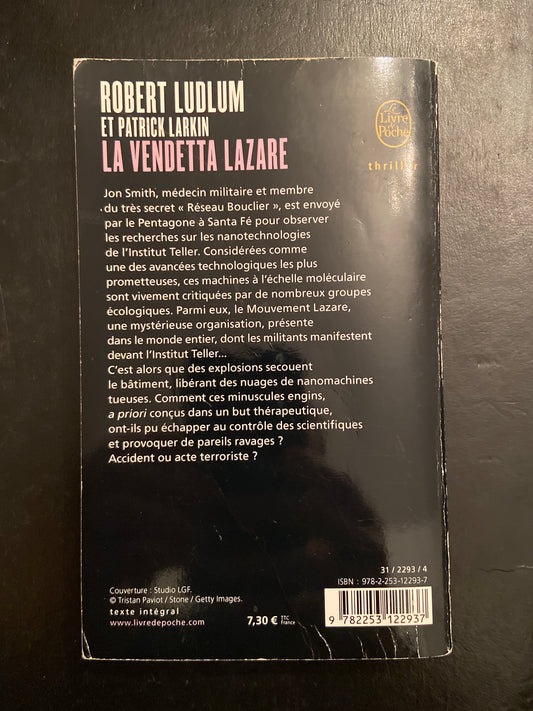 ROBERT LUDLUM
ET PATRICK LARKIN
LA VENDETTA LAZARE
Le
Livre
de
Poche
thriller
Jon Smith, médecin militaire et membre
du très secret « Réseau Bouclier », est envoyé
par le Pentagone à Santa Fé pour observer
les recherches sur les nanotechnologies
de l'Institut Teller. Considérées comme
une des avancées technologiques les plus
prometteuses, ces machines à l'échelle moléculaire
sont vivement critiquées par de nombreux groupes
écologiques. Parmi eux, le Mouvement Lazare,
une mystérieuse organisation, présente
dans le monde entier, dont les militants manifestent
devant l'Institut Teller...
C'est alors que des explosions secouent
le bâtiment, libérant des nuages de nanomachines
tueuses. Comment ces minuscules engins,
a priori conçus dans un but thérapeutique,
ont-ils pu échapper au contrôle des scientifiques
et provoquer de pareils ravages ?
Accident ou acte terroriste ?
Couverture : Studio LGF.
© Tristan Paviot / Stone / Getty Images.
texte intégral
www.livredepoche.com
7,30 € TTC
France
31 / 2293 / 4
ISBN : 978-2-253-12293-7
9 782253 122937